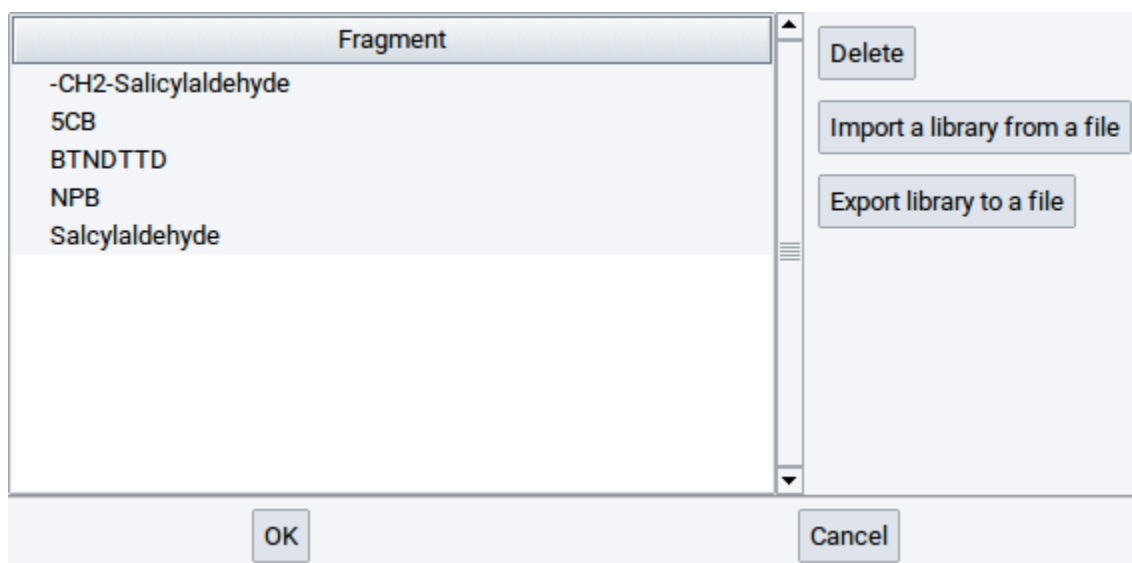 Fragment
-CH2-Salicylaldehyde
5CB
BTNDTTD
NPB
Salcylaldehyde
Delete
Import a library from a file
Export library to a file
OK
Cancel